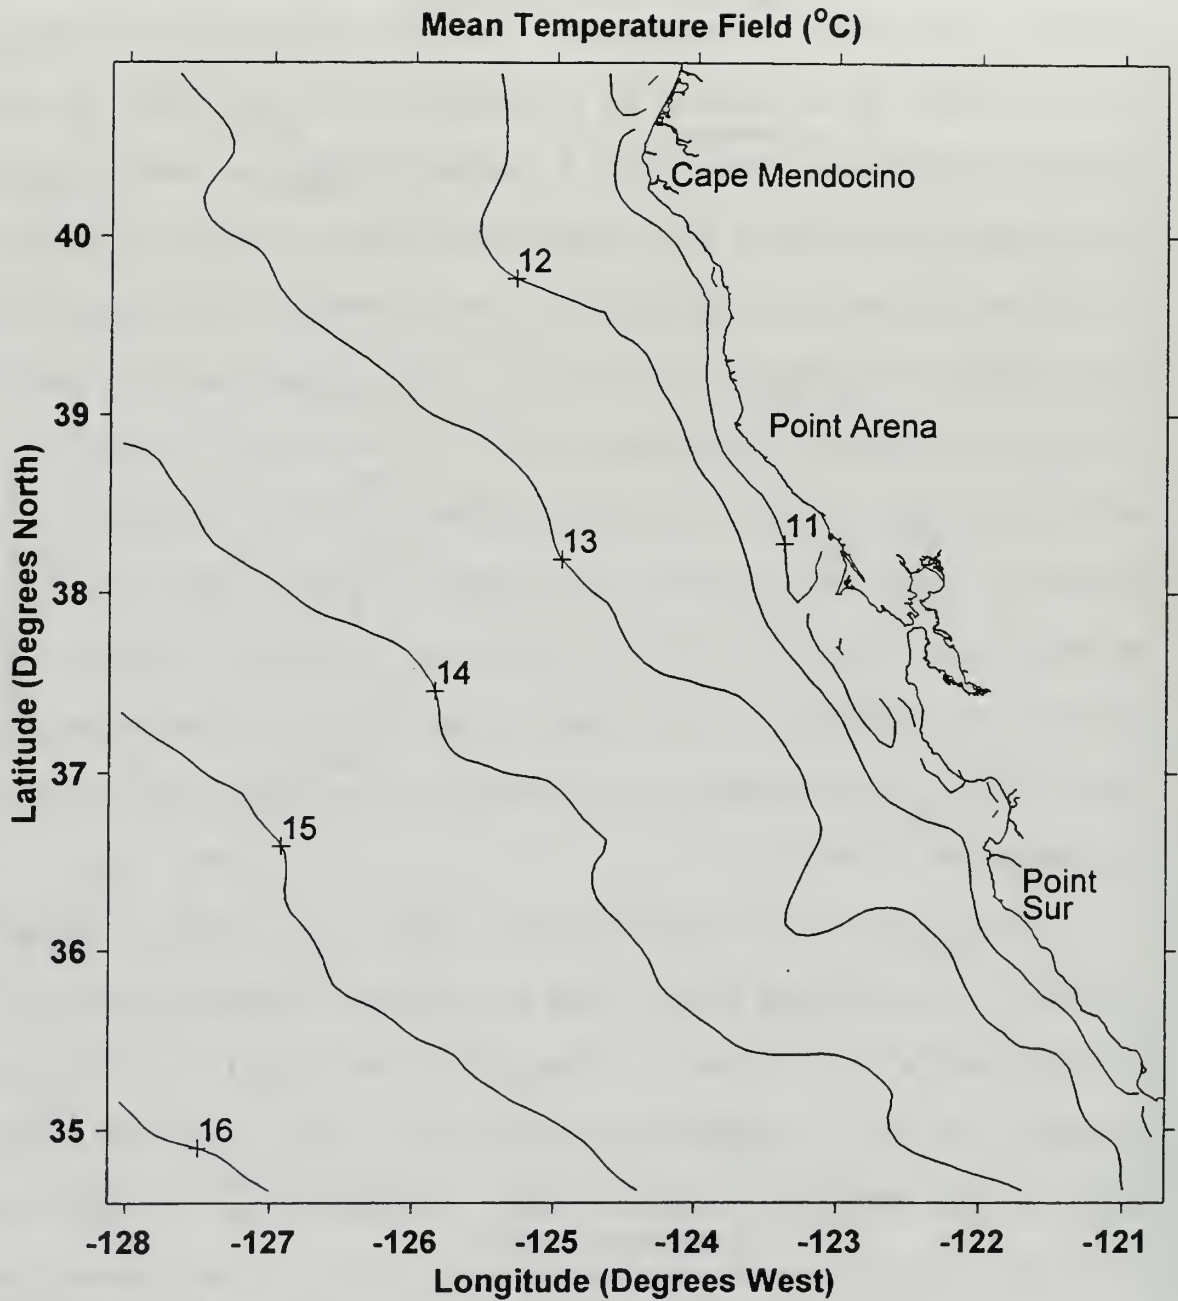 Mean Temperature Field (°C)
Cape Mendocino
40
12
39
Point Arena
11
13
38
14
Latitude (Degrees North)
37
15
Point
Sur
36
16
35
-128 -127 -126 -125 -124 -123 -122 -121
Longitude (Degrees West)